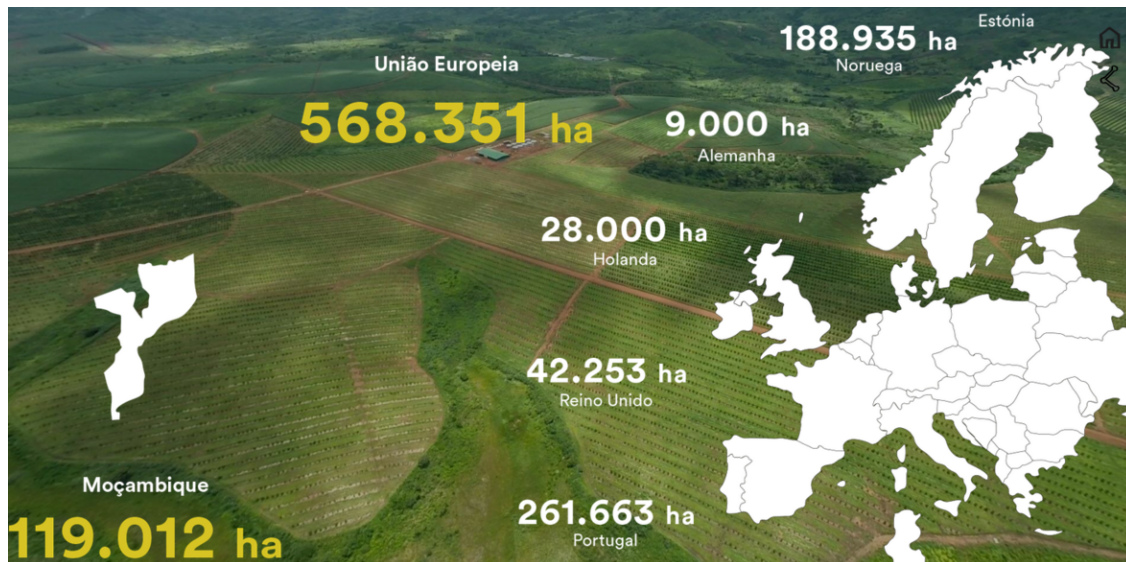 Estónia
188.935 ha
Noruega
União Europeia
568.351 ha
9.000 ha
Alemanha
28.000 ha
Holanda
42.253 ha
Reino Unido
Moçambique
119.012 ha
261.663 ha
Portugal